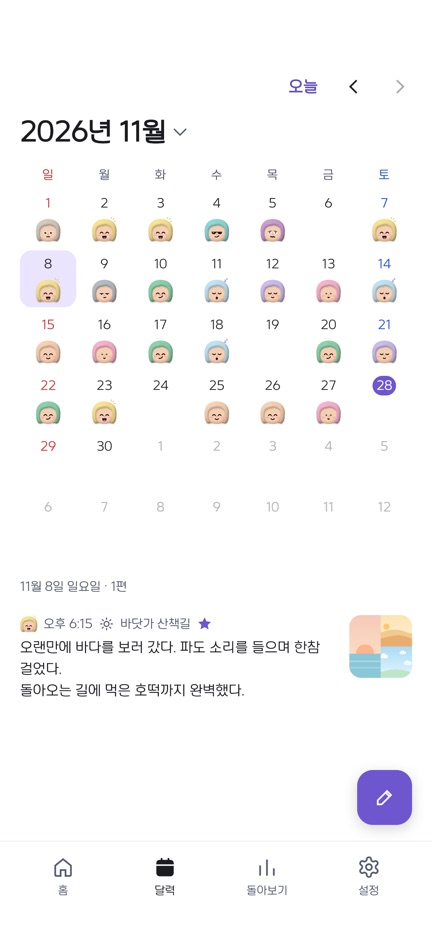 오늘
2026년 11월
일 월 화 수 목 금 토
1 2 3 4 5 6 7
8 9 10 11 12 13 14
15 16 17 18 19 20 21
22 23 24 25 26 27 28
29 30 1 2 3 4 5
6 7 8 9 10 11 12
11월 8일 일요일 · 1편
오후 6:15 바닷가 산책길
오랜만에 바다를 보러 갔다. 파도 소리를 들으며 한참
걸었다.
돌아오는 길에 먹은 호떡까지 완벽했다.
홈 달력 돌아보기 설정